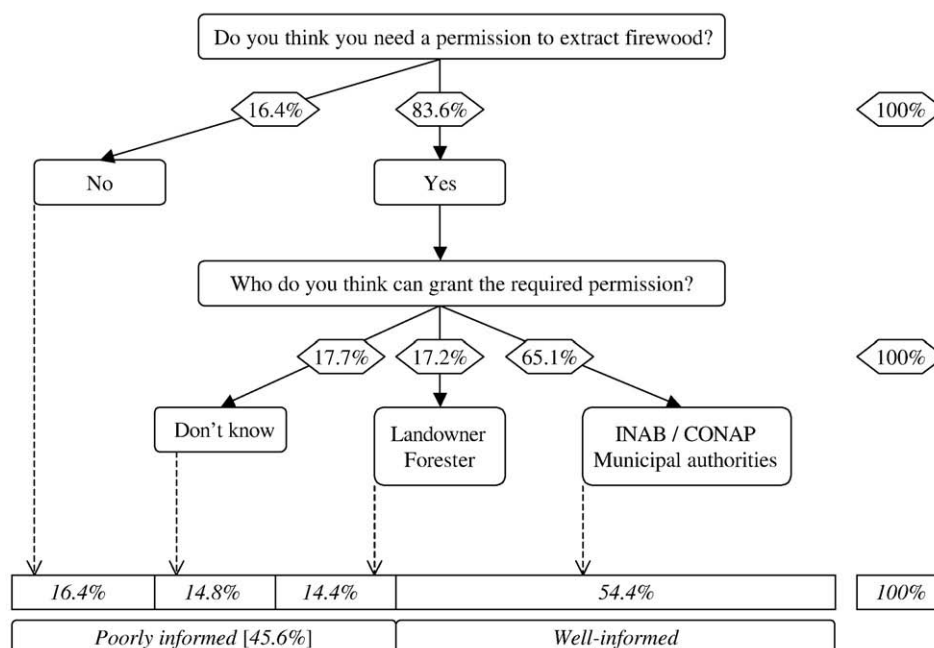 Do you think you need a permission to extract firewood?
16.4% 83.6% 100%
No Yes
Who do you think can grant the required permission?
17.7% 17.2% 65.1% 100%
Don't know
Landowner
Forester
INAB / CONAP
Municipal authorities
16.4% 14.8% 14.4% 54.4% 100%
Poorly informed [45.6%] Well-informed